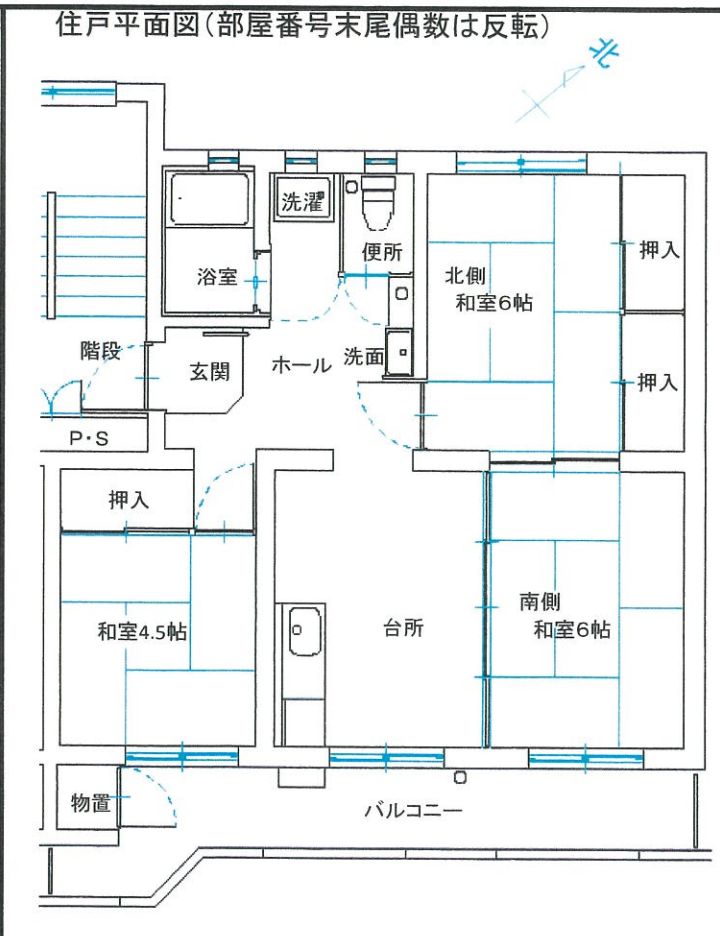 住戸平面図(部屋番号末尾偶数は反転)
北
洗濯
便所
浴室
北側
和室6帖
押入
階段
玄関
ホール
洗面
押入
P・S
押入
和室4.5帖
台所
南側
和室6帖
物置
バルコニー